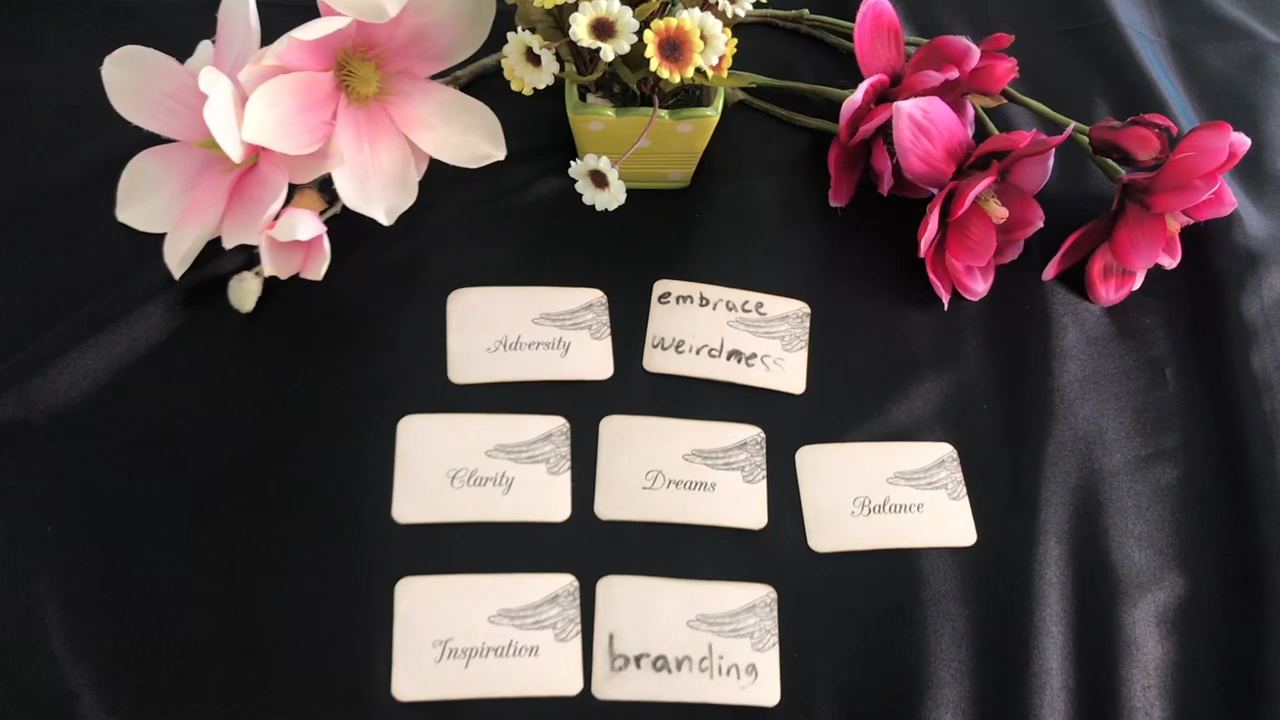 Adversity
embrace
weirdness
Clarity
Dreams
Balance
Inspiration
branding